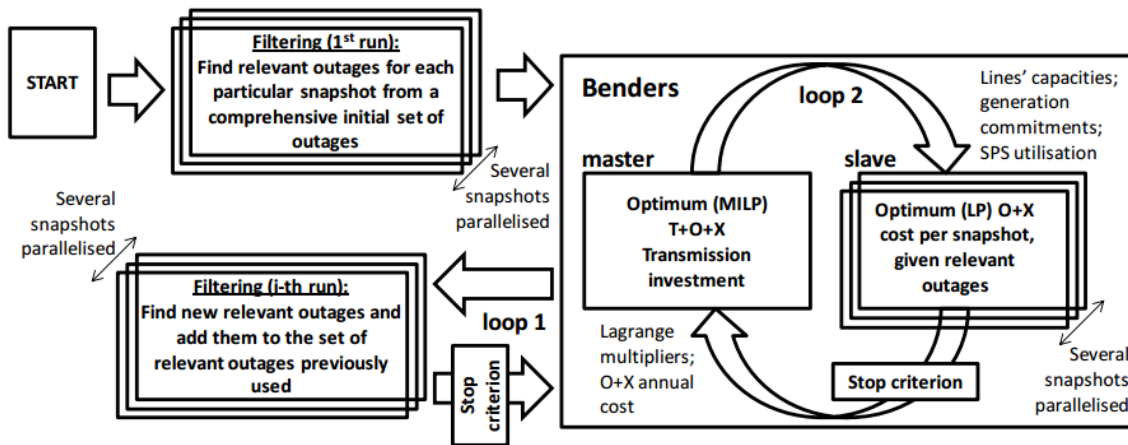 START
Filtering (1st run):
Find relevant outages for each
particular snapshot from a
comprehensive initial set of
outages
Several
snapshots
parallelised
Several
snapshots
parallelised
Filtering (i-th run):
Find new relevant outages and
add them to the set of
relevant outages previously
used
loop 1
Stop
criterion
Benders
loop 2
Lines' capacities;
generation
commitments;
SPS utilisation
master
Optimum (MILP)
T+O+X
Transmission
investment
slave
Optimum (LP) O+X
cost per snapshot,
given relevant
outages
Lagrange
multipliers;
O+X annual
cost
Stop criterion
Several
snapshots
parallelised